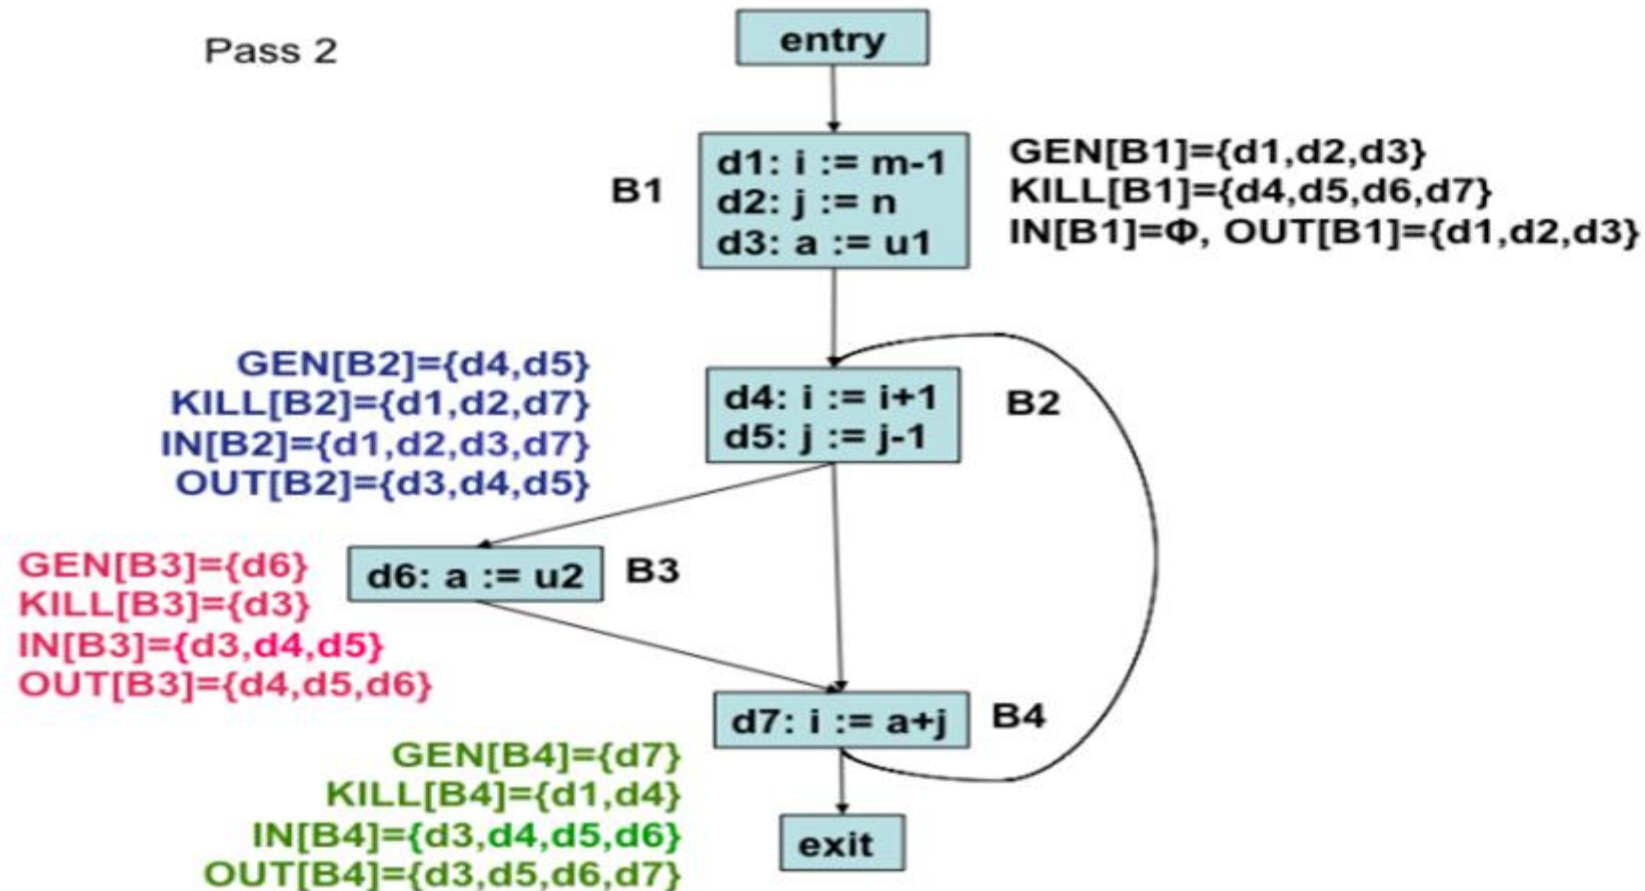 Pass 2
entry
B1
d1: i := m-1
d2: j := n
d3: a := u1
GEN[B1]={d1,d2,d3}
KILL[B1]={d4,d5,d6,d7}
IN[B1]=Φ, OUT[B1]={d1,d2,d3}
GEN[B2]={d4,d5}
KILL[B2]={d1,d2,d7}
IN[B2]={d1,d2,d3,d7}
OUT[B2]={d3,d4,d5}
d4: i := i+1
d5: j := j-1
B2
GEN[B3]={d6}
KILL[B3]={d3}
IN[B3]={d3,d4,d5}
OUT[B3]={d4,d5,d6}
d6: a := u2
B3
d7: i := a+j
B4
GEN[B4]={d7}
KILL[B4]={d1,d4}
IN[B4]={d3,d4,d5,d6}
OUT[B4]={d3,d5,d6,d7}
exit